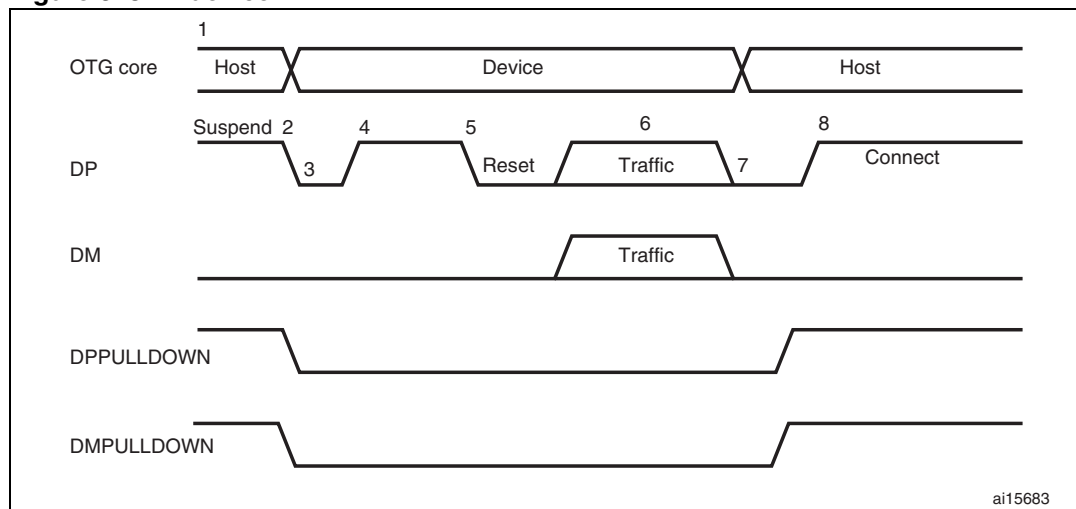 1
OTG core Host Device Host
Suspend 2 4 5 6 8
DP 3 Reset Traffic 7 Connect
DM Traffic
DPPULLDOWN
DMPULLDOWN
ai15683